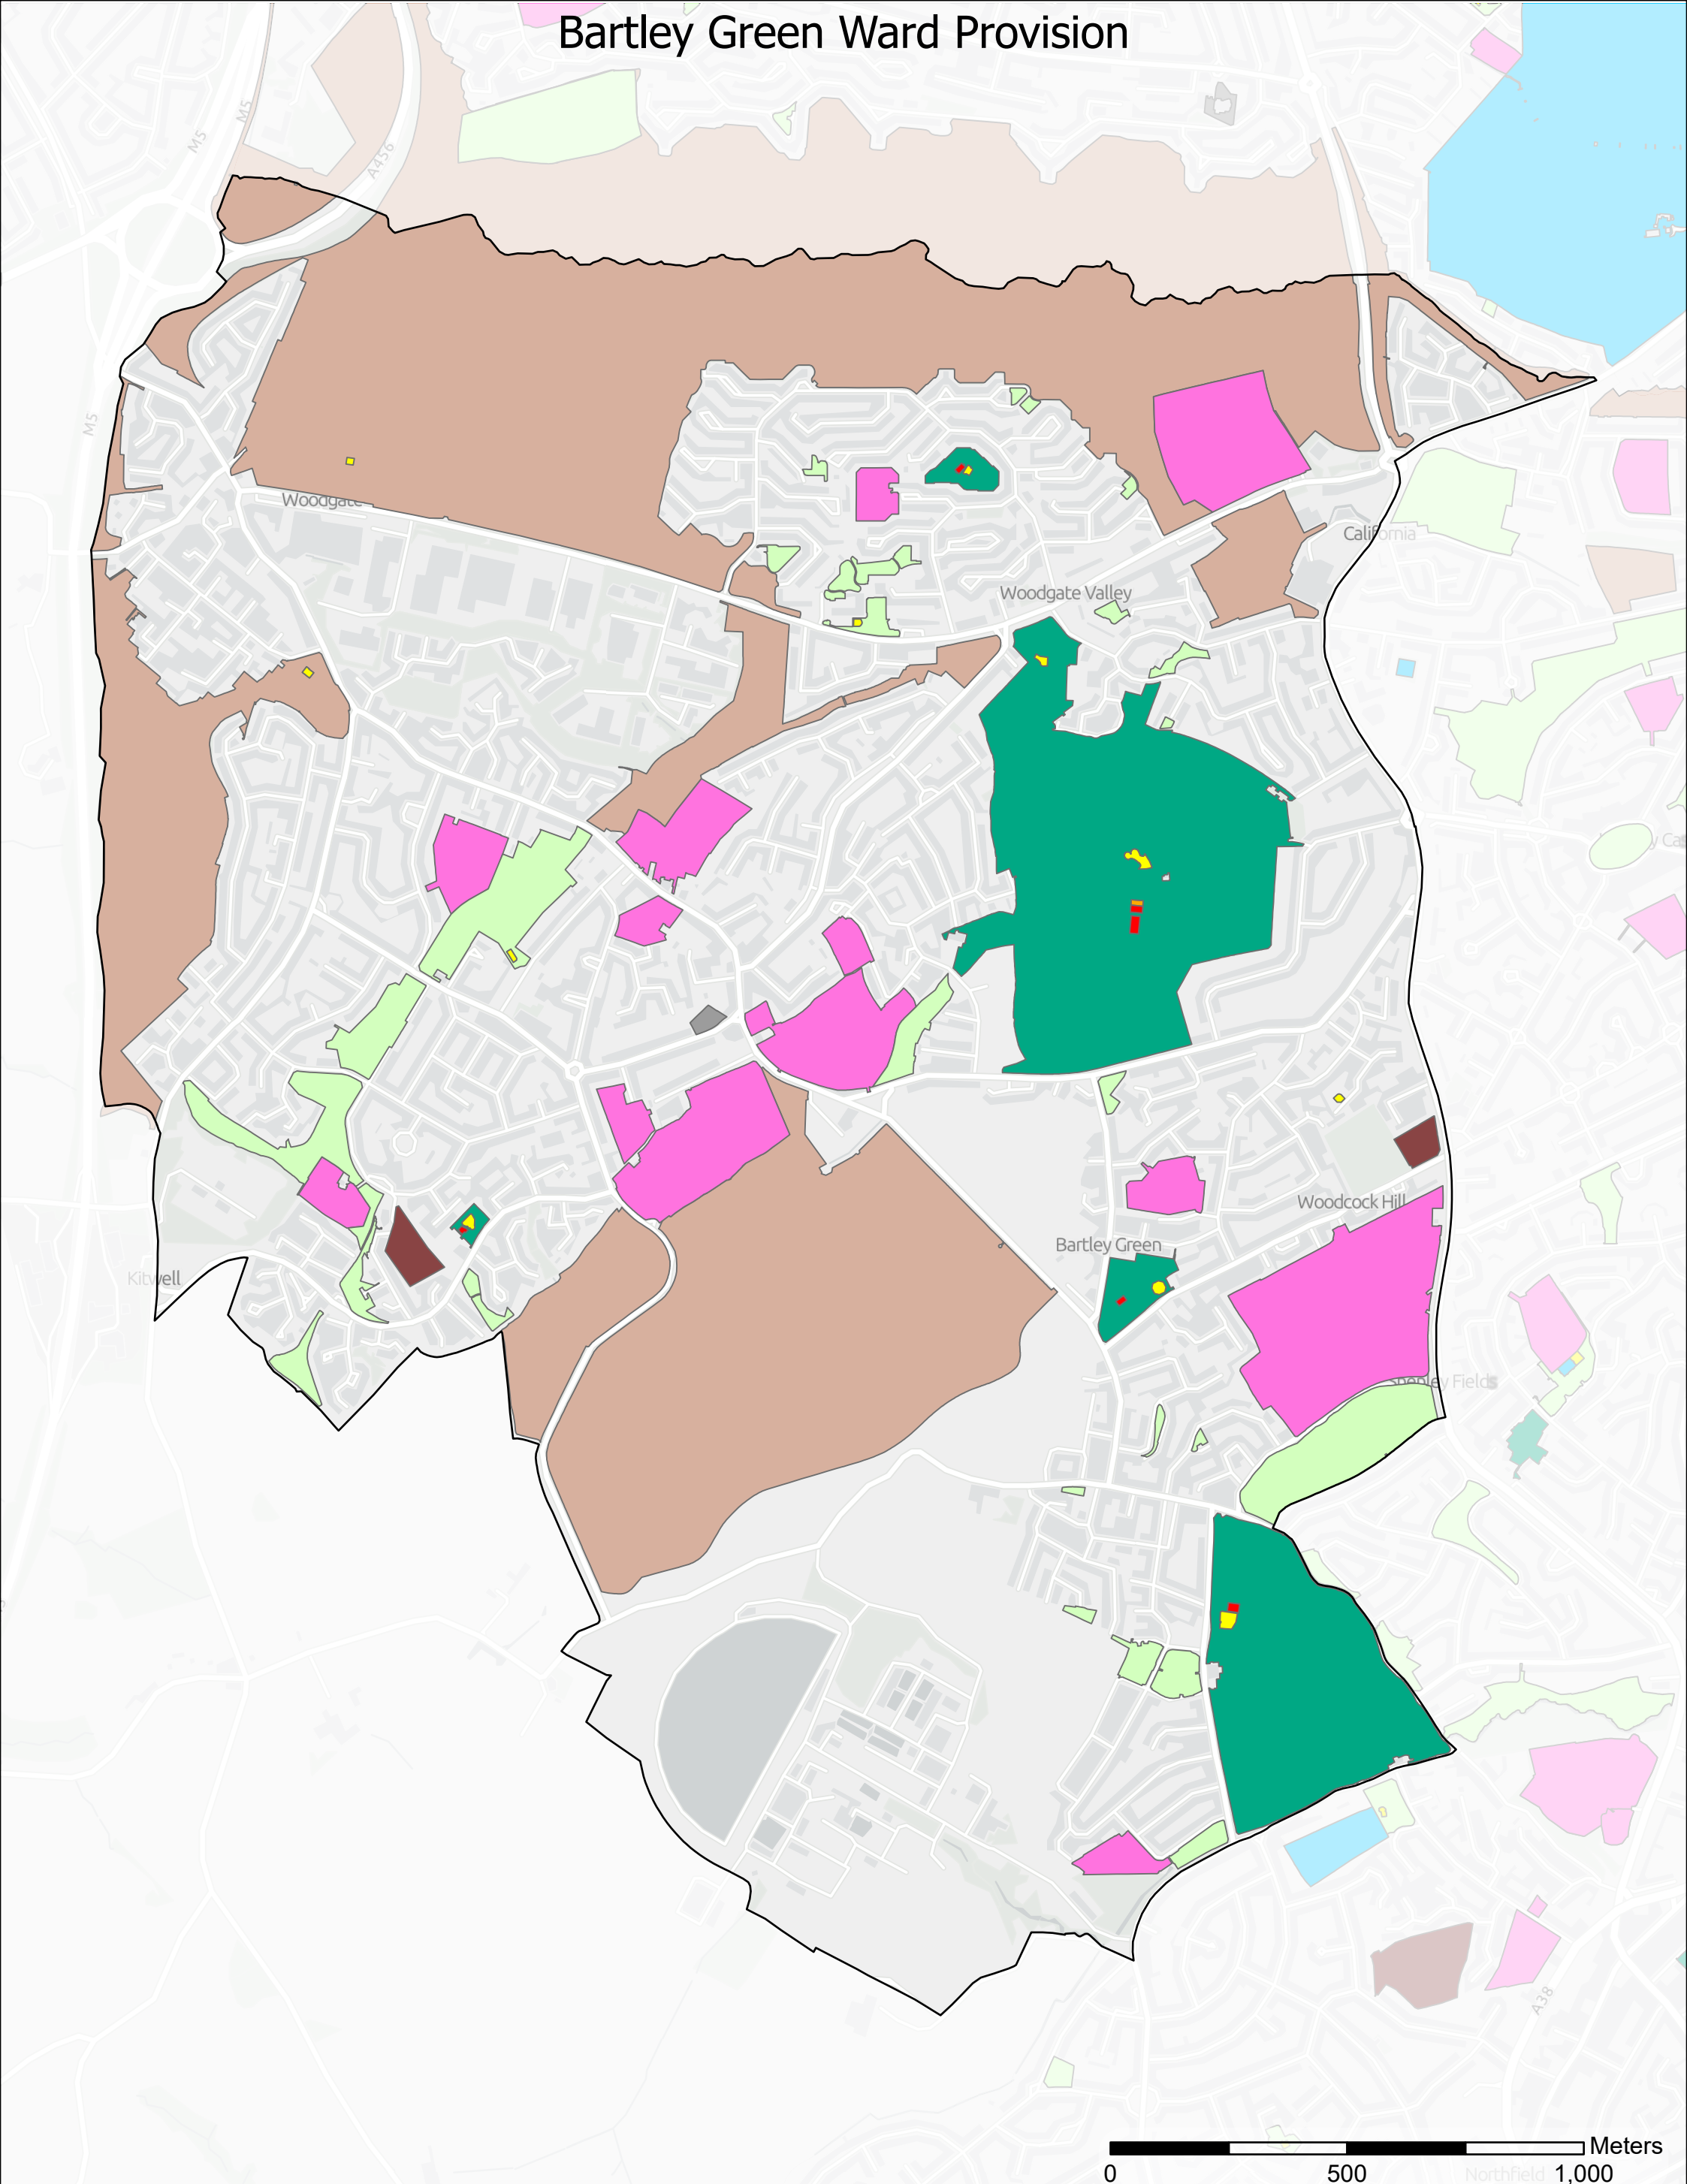 Bartley Green Ward Provision
M5
M5
A456
M5
Woodgate
California
Woodgate Valley
Woodcock Hill
Bartley Green
Kitwell
Shenley Fields
A38
Meters
0 500 1,000
Northfield